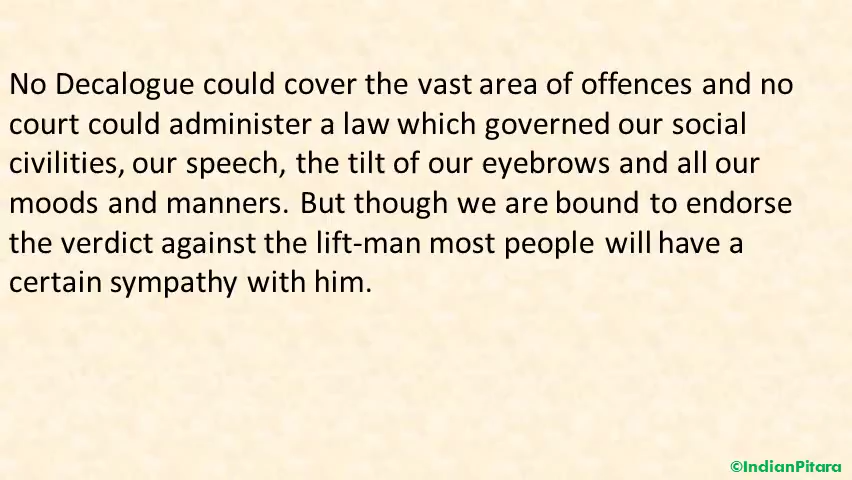 No Decalogue could cover the vast area of offences and no
court could administer a law which governed our social
civilities, our speech, the tilt of our eyebrows and all our
moods and manners. But though we are bound to endorse
the verdict against the lift-man most people will have a
certain sympathy with him.
©IndianPitara